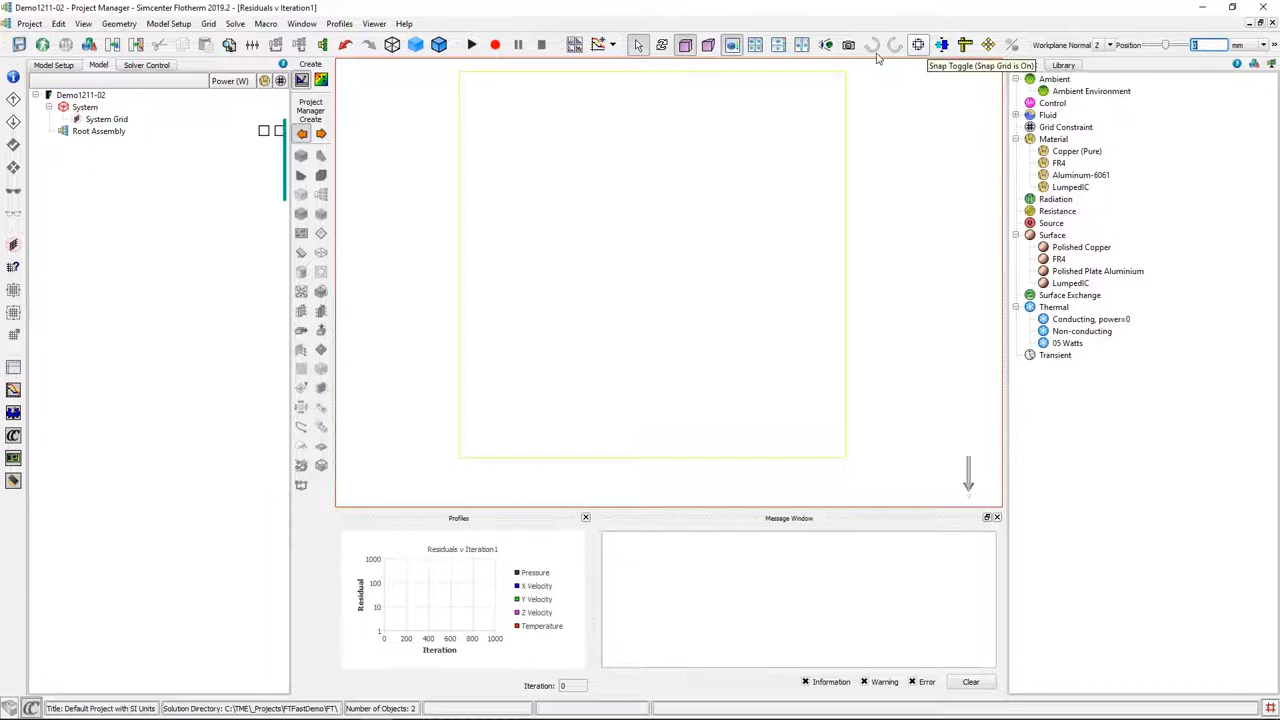 Demo1211-02 - Project Manager - Simcenter Flotherm 2019.2 - [Residuals v Iteration1]
Project Edit View Geometry Model Setup Grid Solve Macro Window Profiles Viewer Help
Workplane Normal Z Position mm
Model Setup Model Solver Control
Create
Snap Toggle (Snap Grid is On)
Library
Power (W)
Project Manager Create
Demo1211-02
System
System Grid
Root Assembly
Ambient
Ambient Environment
Control
Fluid
Grid Constraint
Material
Copper (Pure)
FR4
Aluminum-6061
LumpedIC
Radiation
Resistance
Source
Surface
Polished Copper
FR4
Polished Plate Aluminium
LumpedIC
Surface Exchange
Thermal
Conducting, power=0
Non-conducting
05 Watts
Transient
g
Profiles
Message Window
Residuals v Iteration1
1000
100
10
1
Residual
0 200 400 600 800 1000
Iteration
Pressure
X Velocity
Y Velocity
Z Velocity
Temperature
Iteration: 0
Information Warning Error Clear
Title: Default Project with SI Units Solution Directory: C:\TME\_Projects\FTFastDemo\FT\ Number of Objects: 2